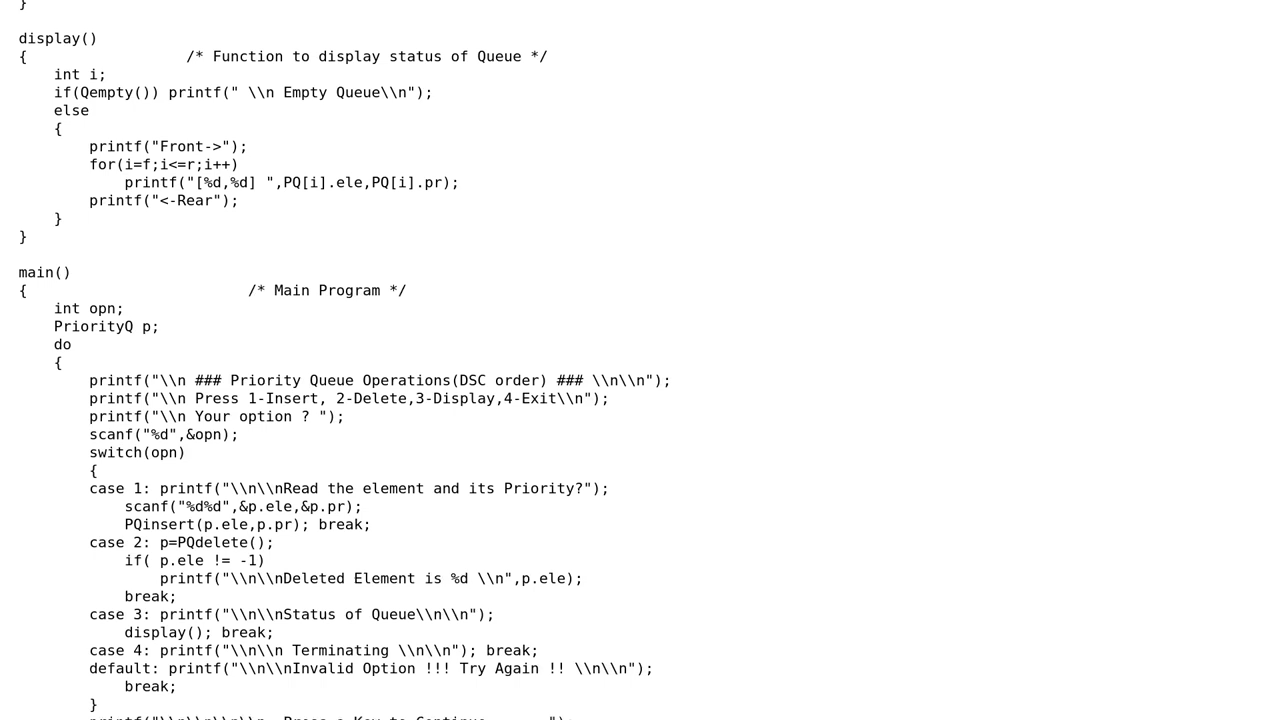 }
display()
{ /* Function to display status of Queue */
int i;
if(Qempty()) printf(" \\n Empty Queue\\n");
else
{
printf("Front->");
for(i=f;i<=r;i++)
printf("[%d,%d] ",PQ[i].ele,PQ[i].pr);
printf("<-Rear");
}
}
main()
{ /* Main Program */
int opn;
PriorityQ p;
do
{
printf("\\n ### Priority Queue Operations(DSC order) ### \\n\\n");
printf("\\n Press 1-Insert, 2-Delete,3-Display,4-Exit\\n");
printf("\\n Your option ? ");
scanf("%d",&opn);
switch(opn)
{
case 1: printf("\\n\\nRead the element and its Priority?");
scanf("%d%d",&p.ele,&p.pr);
PQinsert(p.ele,p.pr); break;
case 2: p=PQdelete();
if( p.ele != -1)
printf("\\n\\nDeleted Element is %d \\n",p.ele);
break;
case 3: printf("\\n\\nStatus of Queue\\n\\n");
display(); break;
case 4: printf("\\n\\n Terminating \\n\\n"); break;
default: printf("\\n\\nInvalid Option !!! Try Again !! \\n\\n");
break;
}